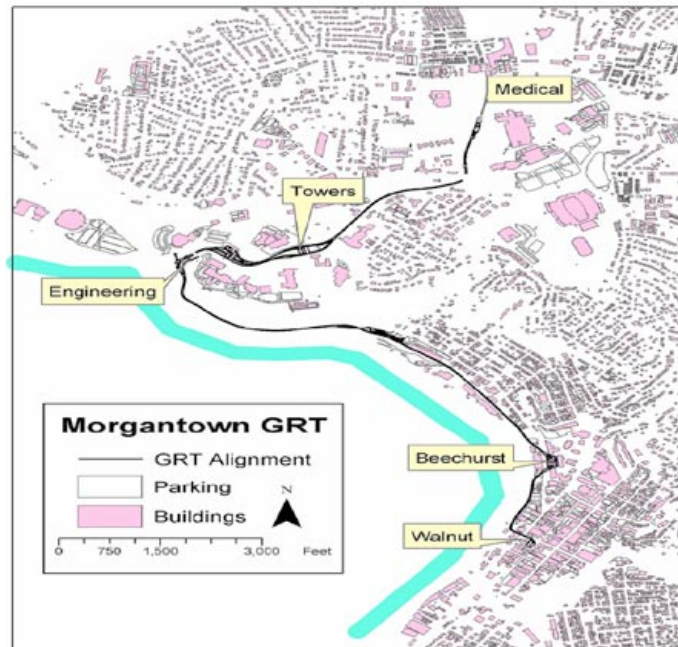 Medical
Towers
Engineering
Morgantown GRT
GRT Alignment
Parking
Buildings
N
0 750 1,500 3,000 Feet
Beechurst
Walnut